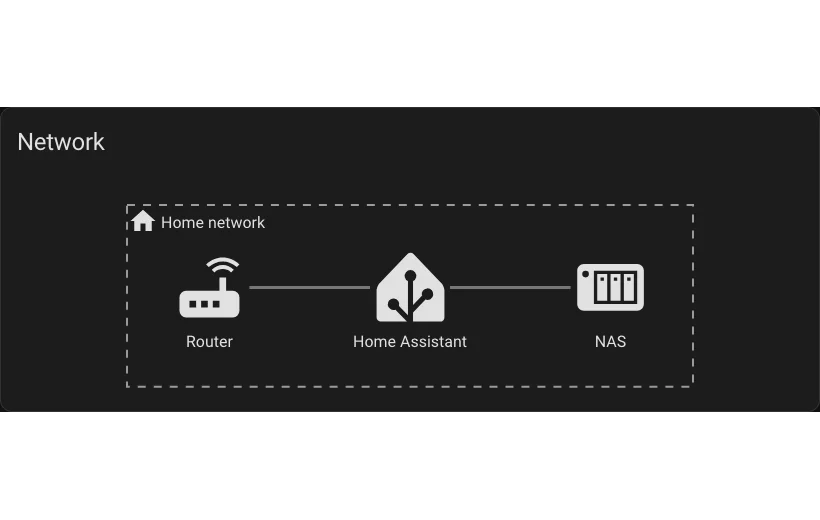 Network
Home network
Router
Home Assistant
NAS